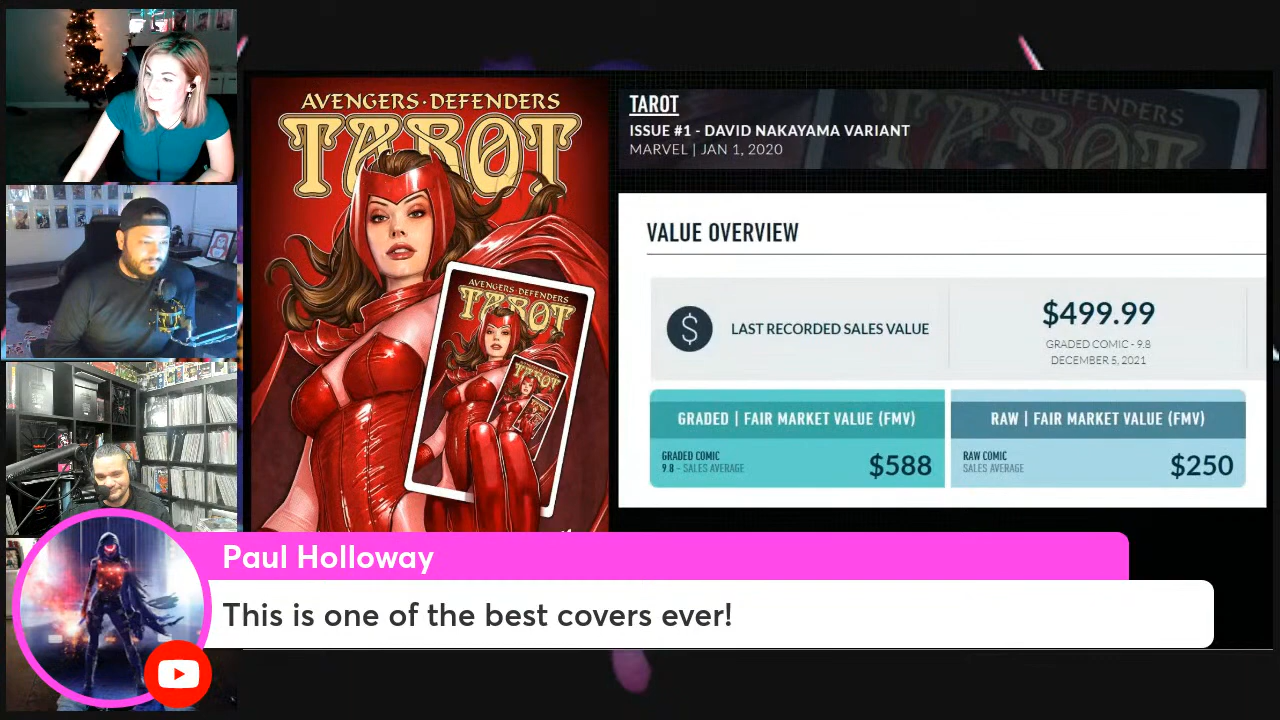 AVENGERS · DEFENDERS
TAROT
AVENGERS · DEFENDERS
TAROT
TAROT
TAROT
ISSUE #1 - DAVID NAKAYAMA VARIANT
MARVEL | JAN 1, 2020
VALUE OVERVIEW
$
LAST RECORDED SALES VALUE
$499.99
GRADED COMIC - 9.8
DECEMBER 5, 2021
GRADED | FAIR MARKET VALUE (FMV)
GRADED COMIC
9.8 - SALES AVERAGE
$588
RAW | FAIR MARKET VALUE (FMV)
RAW COMIC
SALES AVERAGE
$250
Paul Holloway
This is one of the best covers ever!